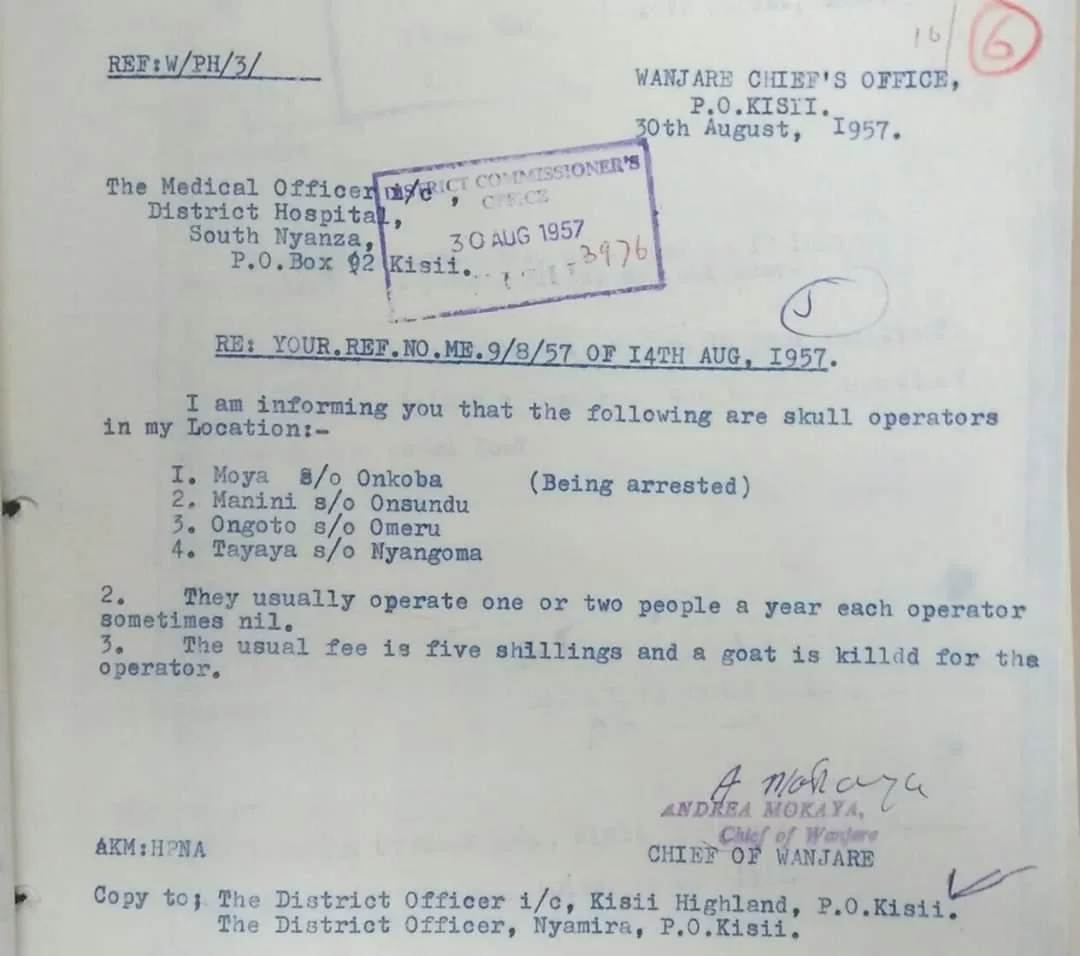 16/ 6
REF:W/PH/3/
WANJARE CHIEF'S OFFICE,
P.O.KISII.
30th August, I957.
DISTRICT COMMISSIONER'S
OFFICE
30 AUG 1957
3976
The Medical Officer i/c,
District Hospital,
South Nyanza,
P.O.Box 92 Kisii.
J
RE: YOUR.REF.NO.ME.9/8/57 OF I4TH AUG, I957.
I am informing you that the following are skull operators
in my Location:-
I. Moya s/o Onkoba (Being arrested)
2. Manini s/o Onsundu
3. Ongoto s/o Omeru
4. Tayaya s/o Nyangoma
2. They usually operate one or two people a year each operator
sometimes nil.
3. The usual fee is five shillings and a goat is killdd for tha
operator.
A Mokaya
ANDREA MOKAYA,
Chief of Wanjare
AKM:HPNA
CHIEF OF WANJARE
Copy to; The District Officer i/c, Kisii Highland, P.O.Kisii.
The District Officer, Nyamira, P.O.Kisii.